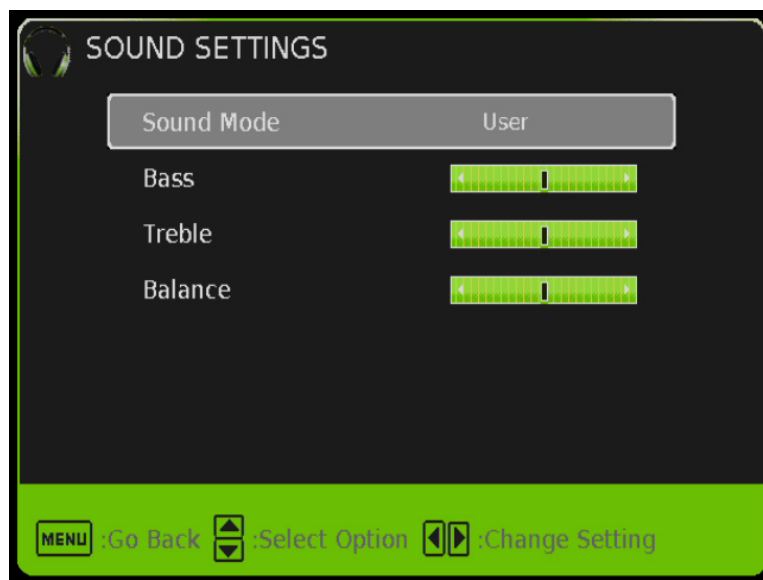 SOUND SETTINGS
Sound Mode User
Bass
Treble
Balance
MENU :Go Back :Select Option :Change Setting